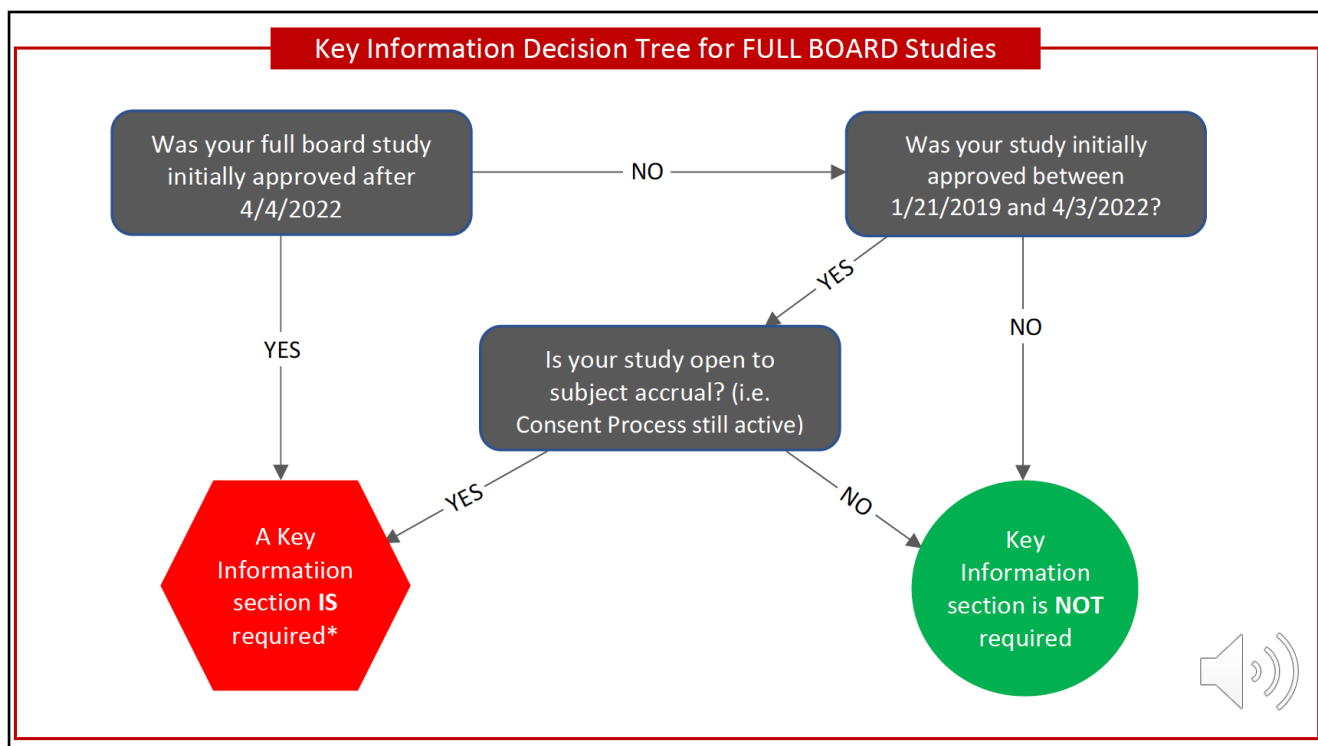 Key Information Decision Tree for FULL BOARD Studies
Was your full board study
initially approved after
4/4/2022
NO
Was your study initially
approved between
1/21/2019 and 4/3/2022?
YES
NO
YES
Is your study open to
subject accrual? (i.e.
Consent Process still active)
YES
NO
A Key
Informatiion
section IS
required*
Key
Information
section is NOT
required